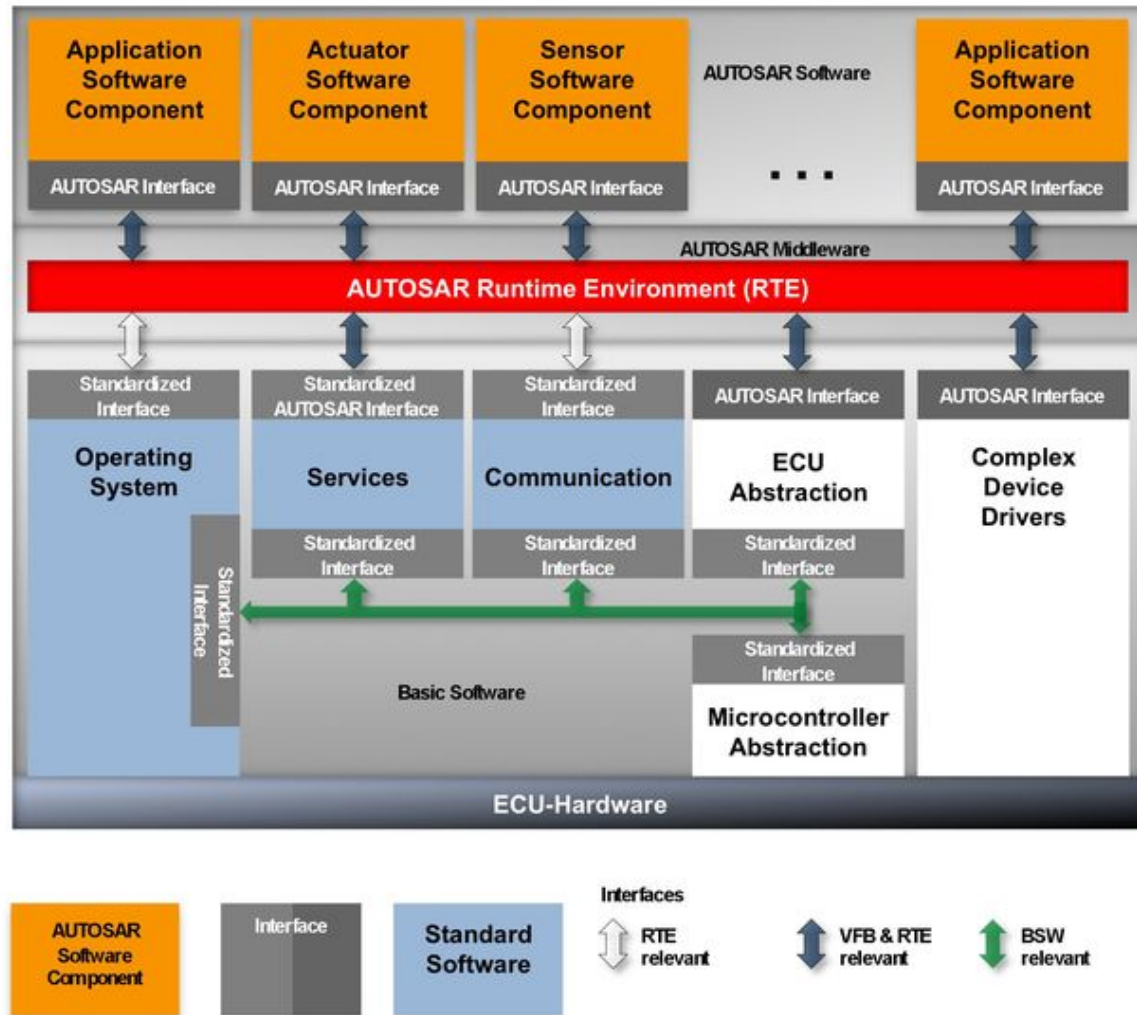 Application
Software
Component
AUTOSAR Interface
Actuator
Software
Component
AUTOSAR Interface
Sensor
Software
Component
AUTOSAR Interface
AUTOSAR Software
...
Application
Software
Component
AUTOSAR Interface
AUTOSAR Middleware
AUTOSAR Runtime Environment (RTE)
Standardized
Interface
Operating
System
Standardized
Interface
Standardized
AUTOSAR Interface
Services
Standardized
Interface
Standardized
Interface
Communication
Standardized
Interface
AUTOSAR Interface
ECU
Abstraction
Standardized
Interface
AUTOSAR Interface
Complex
Device
Drivers
Standardized
Interface
Microcontroller
Abstraction
Basic Software
ECU-Hardware
AUTOSAR
Software
Component
Interface
Standard
Software
Interfaces
RTE
relevant
VFB & RTE
relevant
BSW
relevant